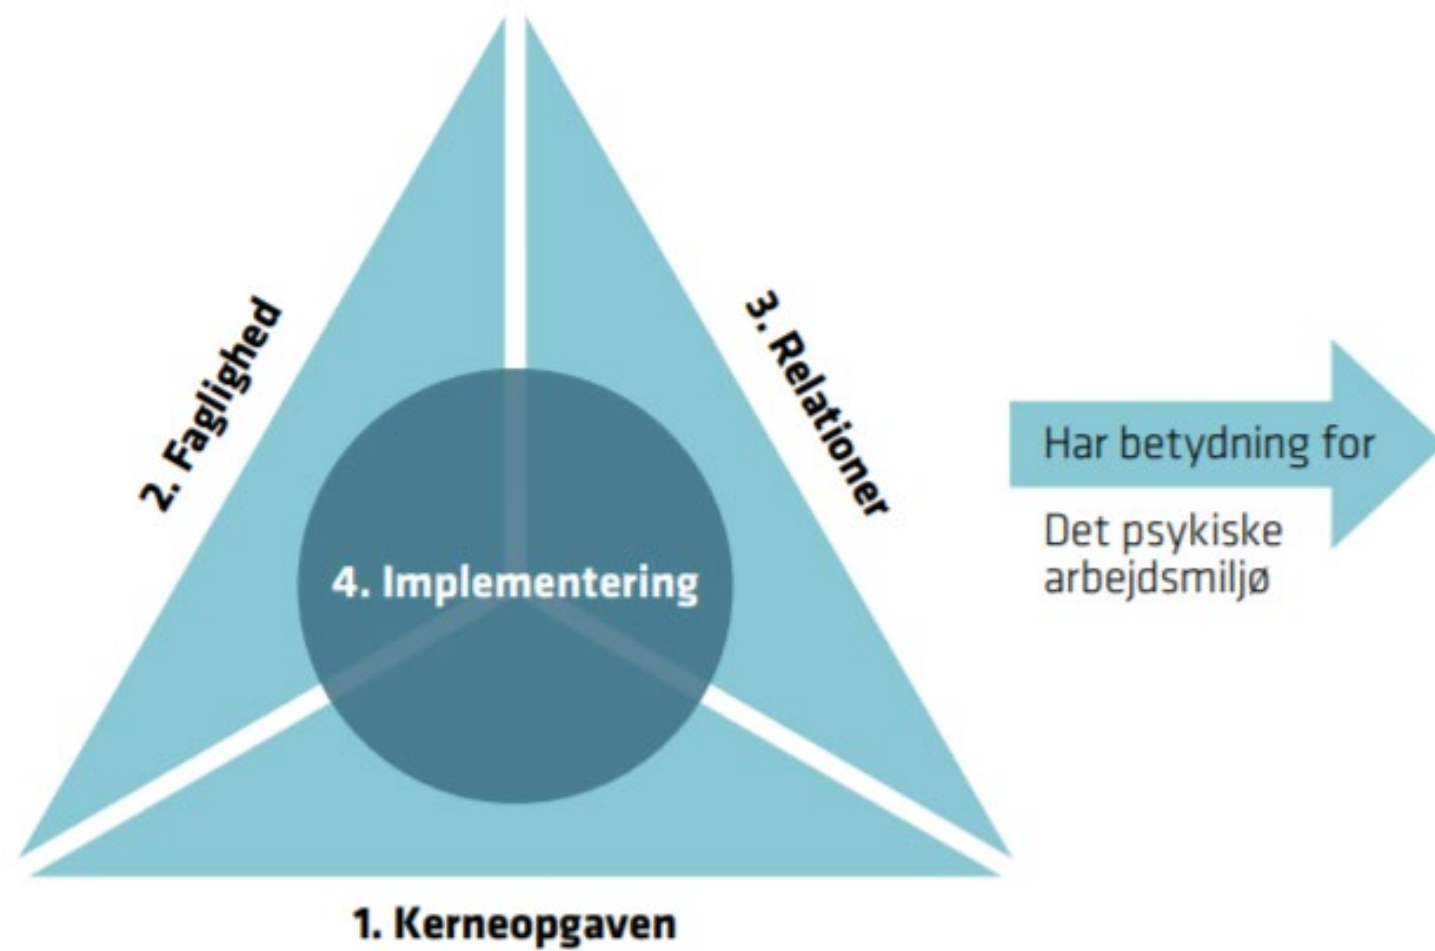 2. Faglighed
3. Relationer
4. Implementering
1. Kerneopgaven
Har betydning for
Det psykiske
arbejdsmiljø